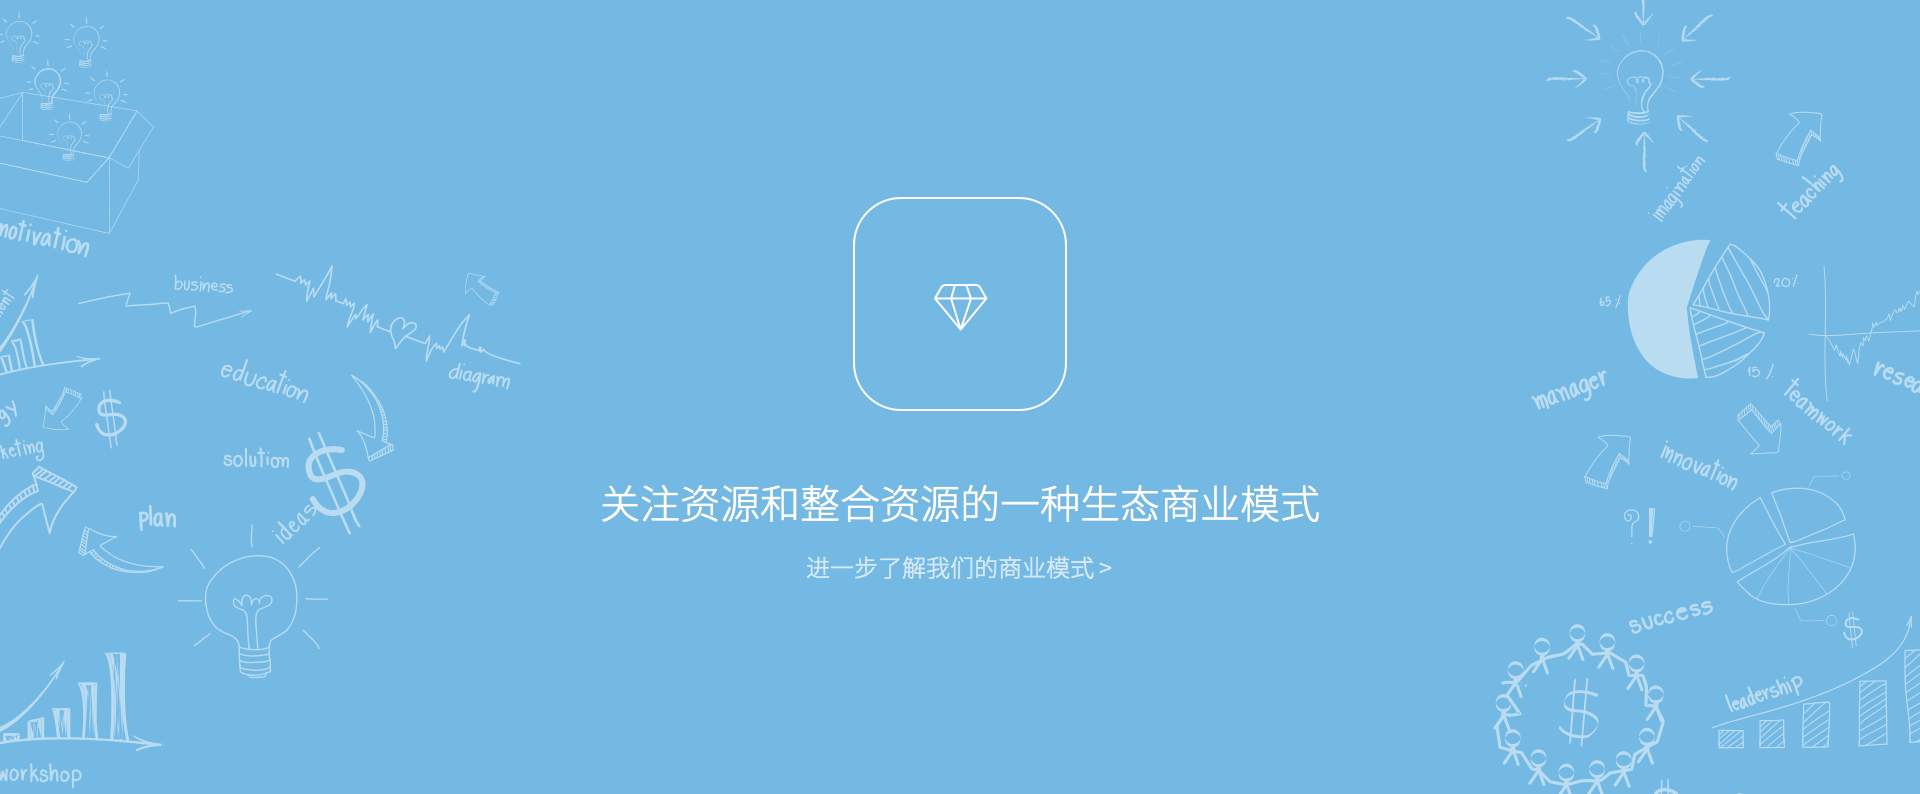 imagination
teaching
motivation
business
20%
65%
education
diagram
15%
manager
teamwork
solution
innovation
关注资源和整合资源的一种生态商业模式
plan
ideas
?!
进一步了解我们的商业模式 >
success
leadership
workshop